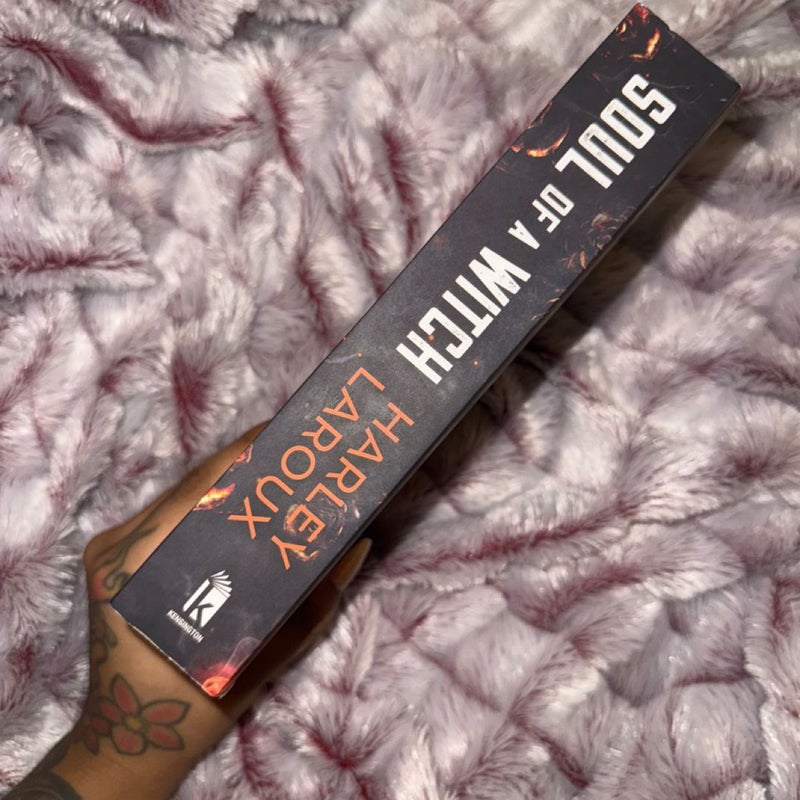 SOUL OF A WITCH
HARLEY
LAROUX
K
KENSINGTON